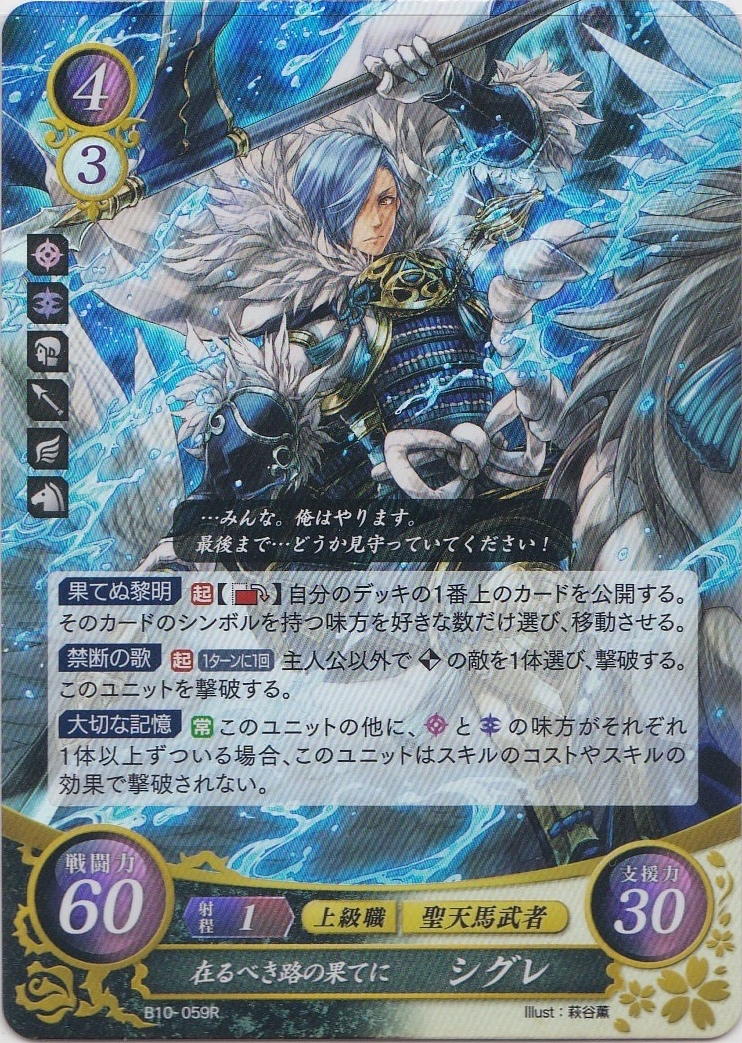 4
3
…みんな。俺はやります。
最後まで…どうか見守っていてください！
果てぬ黎明 起【 】自分のデッキの1番上のカードを公開する。
そのカードのシンボルを持つ味方を好きな数だけ選び、移動させる。
禁断の歌 起 1ターンに1回 主人公以外で の敵を1体選び、撃破する。
このユニットを撃破する。
大切な記憶 常 このユニットの他に、 と の味方がそれぞれ
1体以上ずついる場合、このユニットはスキルのコストやスキルの
効果で撃破されない。
戦闘力
60
射程 1
上級職 聖天馬武者
支援力
30
在るべき路の果てに シグレ
B10-059R
Illust：萩谷薫